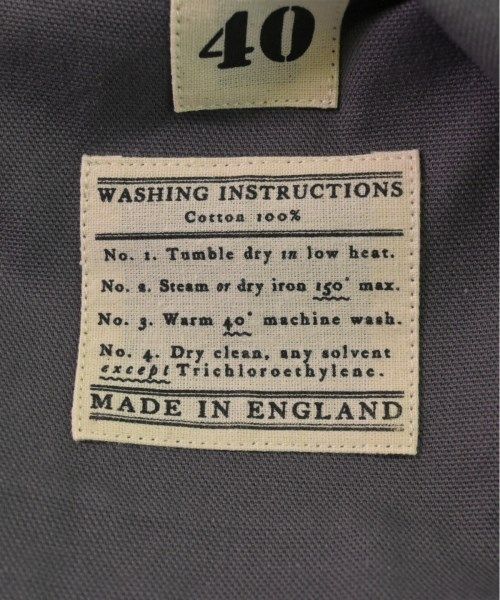 40
WASHING INSTRUCTIONS
Cotton 100%
No. 1. Tumble dry in low heat.
No. 2. Steam or dry iron 150° max.
No. 3. Warm 40° machine wash.
No. 4. Dry clean, any solvent
except Trichloroethylene.
MADE IN ENGLAND